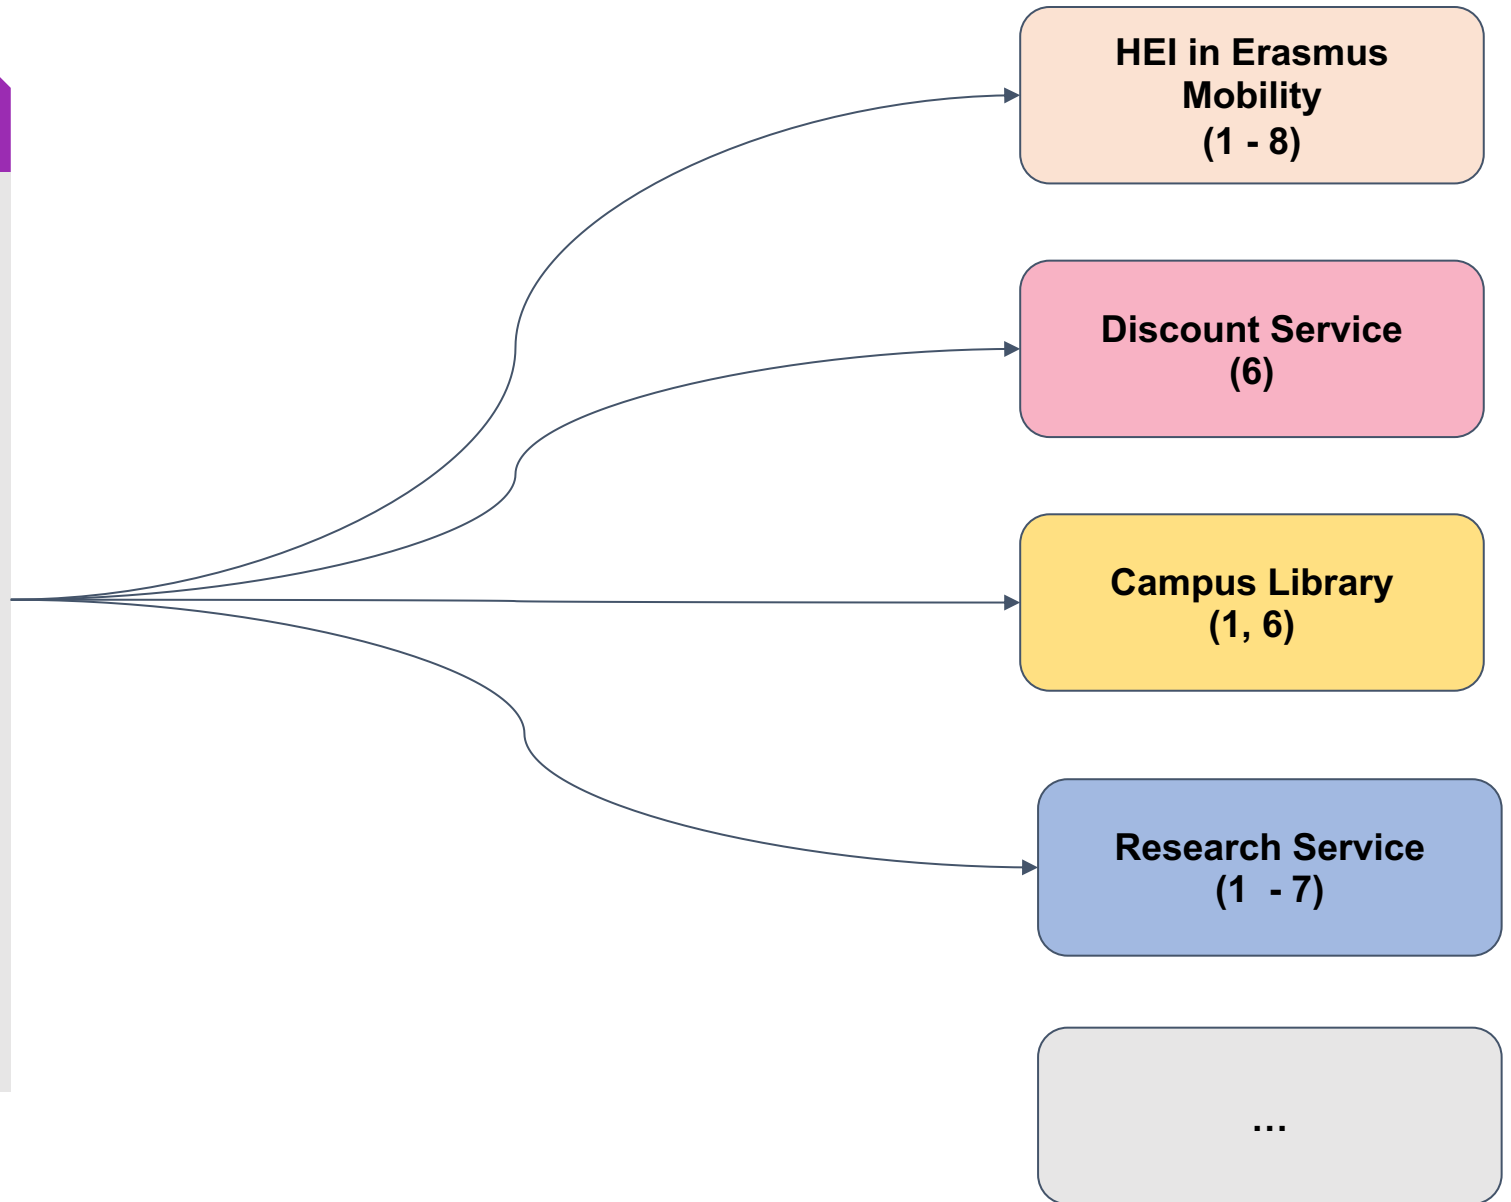 HEI in Erasmus
Mobility
(1 - 8)
Discount Service
(6)
Campus Library
(1, 6)
Research Service
(1  - 7)
...